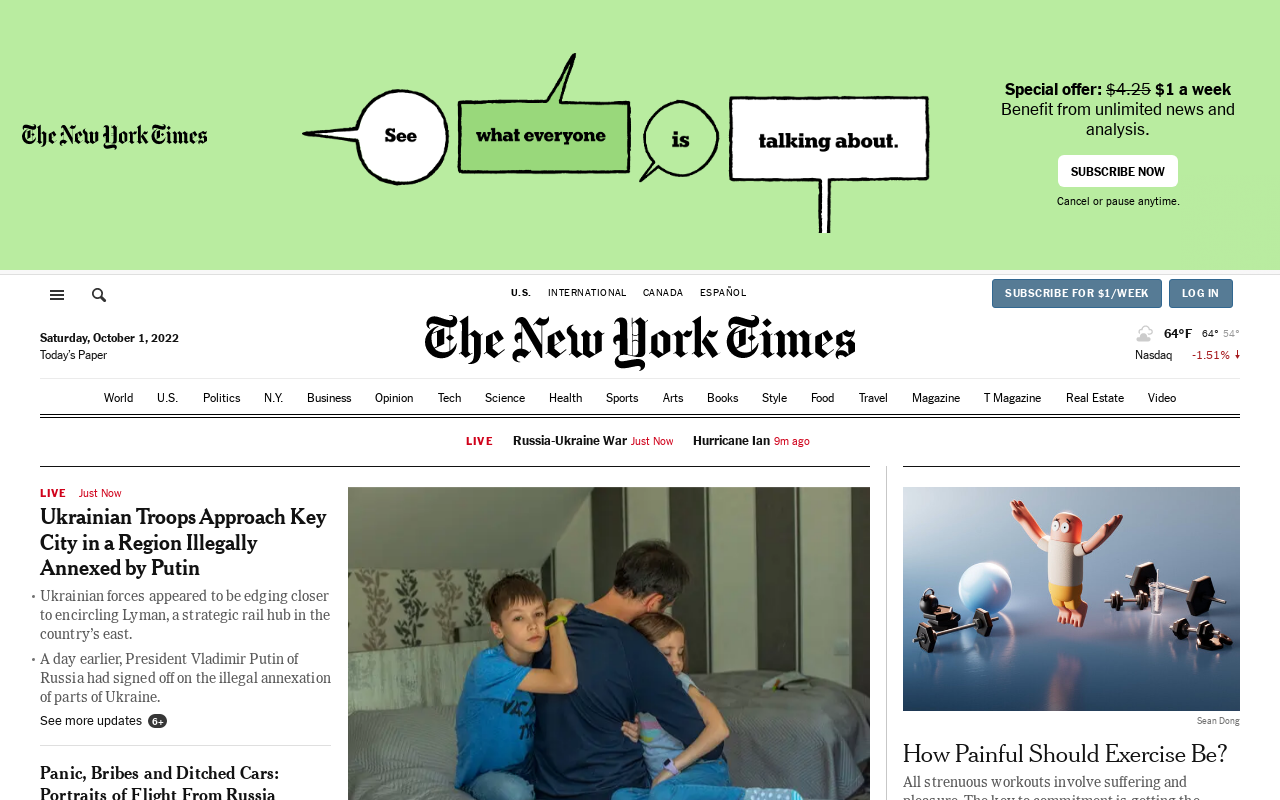 The New York Times
See
what everyone
is
talking about.
Special offer: $4.25 $1 a week
Benefit from unlimited news and
analysis.
SUBSCRIBE NOW
Cancel or pause anytime.
U.S. INTERNATIONAL CANADA ESPAÑOL
SUBSCRIBE FOR $1/WEEK
LOG IN
Saturday, October 1, 2022
Today's Paper
The New York Times
64°F 64° 54°
Nasdaq -1.51% ↓
World U.S. Politics N.Y. Business Opinion Tech Science Health Sports Arts Books Style Food Travel Magazine T Magazine Real Estate Video
LIVE Russia-Ukraine War Just Now Hurricane Ian 9m ago
LIVE Just Now
Ukrainian Troops Approach Key
City in a Region Illegally
Annexed by Putin
• Ukrainian forces appeared to be edging closer
to encircling Lyman, a strategic rail hub in the
country's east.
• A day earlier, President Vladimir Putin of
Russia had signed off on the illegal annexation
of parts of Ukraine.
See more updates 6+
Panic, Bribes and Ditched Cars:
Portraits of Flight From Russia
Sean Dong
How Painful Should Exercise Be?
All strenuous workouts involve suffering and
pleasure. The key to commitment is getting the